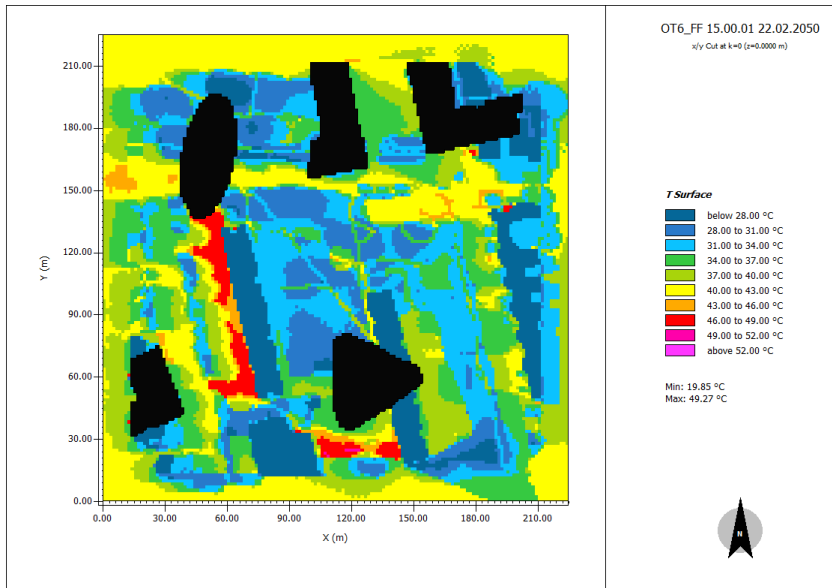 OT6_FF 15.00.01 22.02.2050
x/y Cut at k=0 (z=0.0000 m)
210.00
180.00
150.00
120.00
90.00
60.00
30.00
0.00
Y (m)
0.00 30.00 60.00 90.00 120.00 150.00 180.00 210.00
X (m)
T Surface
below 28.00 °C
28.00 to 31.00 °C
31.00 to 34.00 °C
34.00 to 37.00 °C
37.00 to 40.00 °C
40.00 to 43.00 °C
43.00 to 46.00 °C
46.00 to 49.00 °C
49.00 to 52.00 °C
above 52.00 °C
Min: 19.85 °C
Max: 49.27 °C
N